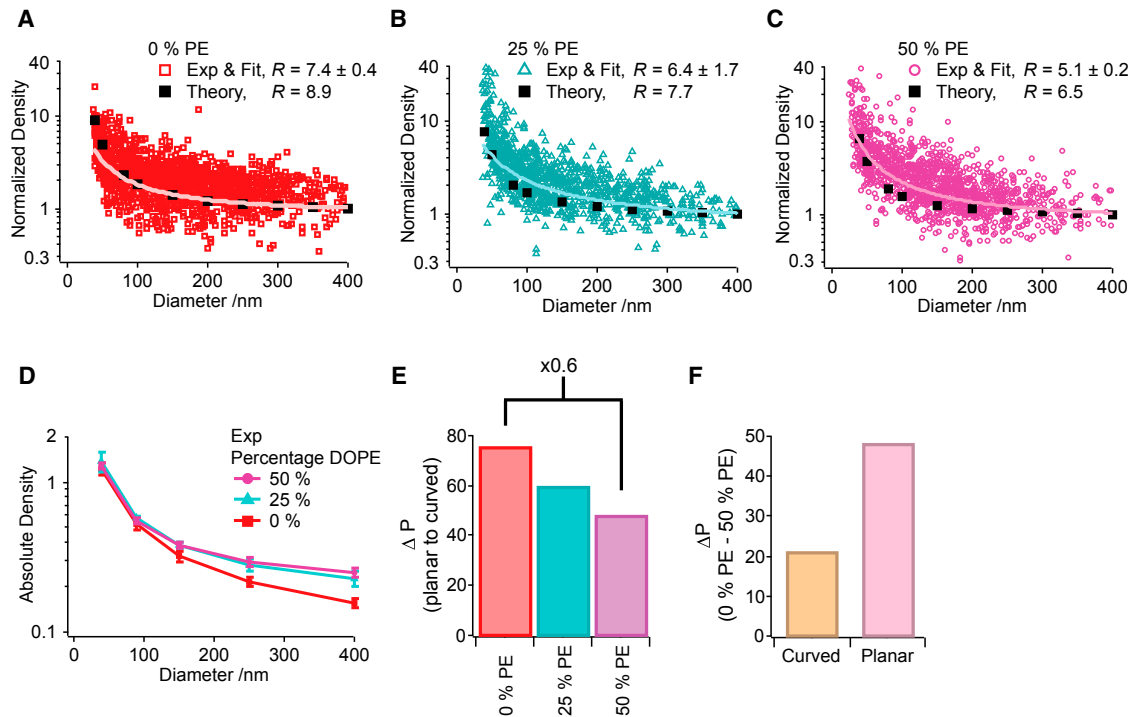 A
0 % PE
Exp & Fit, R = 7.4 ± 0.4
Theory, R = 8.9
Normalized Density
40
10
1
0.3
0 100 200 300 400
Diameter /nm
B
25 % PE
Exp & Fit, R = 6.4 ± 1.7
Theory, R = 7.7
Normalized Density
40
10
1
0.3
0 100 200 300 400
Diameter /nm
C
50 % PE
Exp & Fit, R = 5.1 ± 0.2
Theory, R = 6.5
Normalized Density
40
10
1
0.3
0 100 200 300 400
Diameter /nm
D
Exp
Percentage DOPE
50 %
25 %
0 %
Absolute Density
2
1
0.1
0 100 200 300 400
Diameter /nm
E
x0.6
Δ P
(planar to curved)
80
60
40
20
0
0 % PE
25 % PE
50 % PE
F
ΔP
(0 % PE - 50 % PE)
50
40
30
20
10
0
Curved Planar